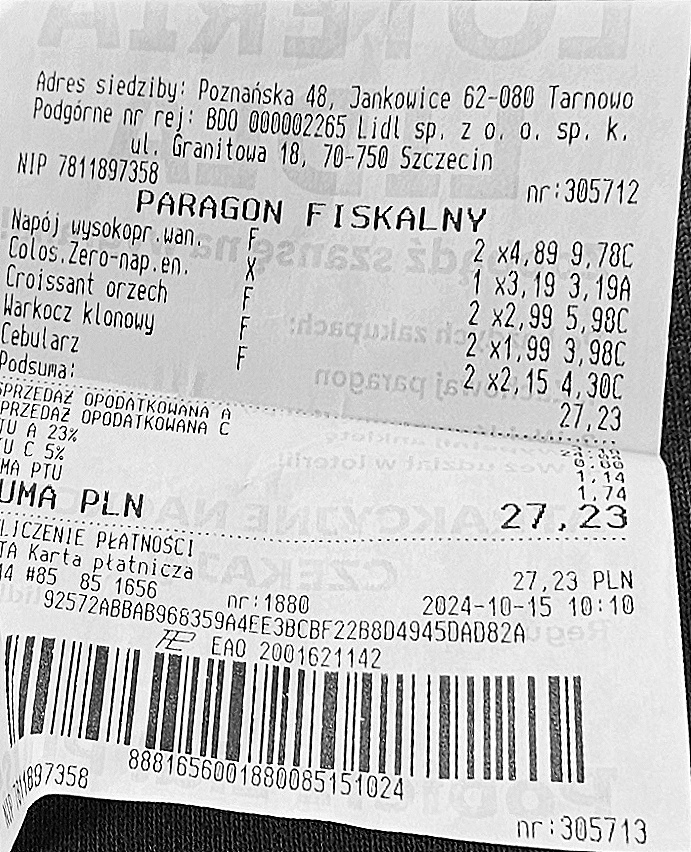 Adres siedziby: Poznańska 48, Jankowice 62-080 Tarnowo
Podgórne nr rej: BDO 000002265 Lidl sp. z o. o. sp. k.
ul. Granitowa 18, 70-750 Szczecin
NIP 7811897358 nr:305712
PARAGON FISKALNY
Napój wysokopr.wan. F 2 x4,89 9,78C
Colos.Zero-nap.en. X 1 x3,19 3,19A
Croissant orzech F 2 x2,99 5,98C
Warkocz klonowy F 2 x1,99 3,98C
Cebularz F 2 x2,15 4,30C
Podsuma: 27,23
SPRZEDAŻ OPODATKOWANA A
SPRZEDAŻ OPODATKOWANA C
TU A 23%
TU C 5% 1,14
MA PTU 1,74
UMA PLN 27,23
LICZENIE PŁATNOŚCI
TA Karta płatnicza 27,23 PLN
14 #85 85 1656 nr:1880 2024-10-15 10:10
92572ABBAB968359A4EE3BCBF22B8D4945DAD82A
EAO 2001621142
888165600188008515102​4
NIP 7811897358 nr:305713